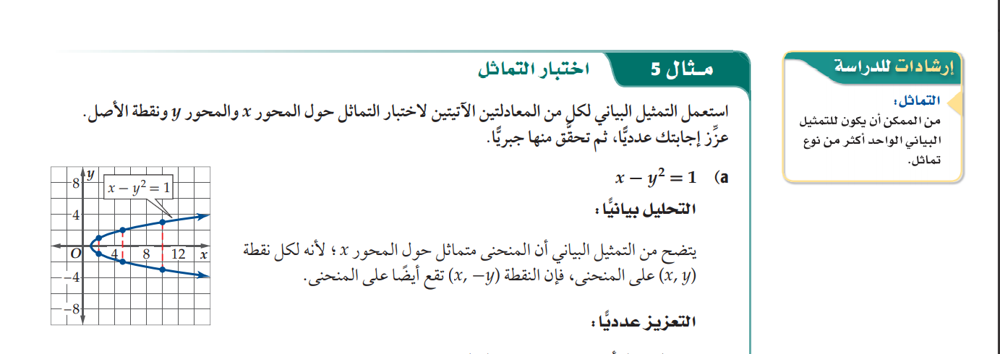 مثال 5 اختبار التماثل
استعمل التمثيل البياني لكل من المعادلتين الآتيتين لاختبار التماثل حول المحور x والمحور y ونقطة الأصل.
عزِّز إجابتك عدديًّا، ثم تحقَّق منها جبريًّا.
a) x − y² = 1
التحليل بيانيًّا:
يتضح من التمثيل البياني أن المنحنى متماثل حول المحور x ؛ لأنه لكل نقطة
(x, y) على المنحنى، فإن النقطة (x, −y) تقع أيضًا على المنحنى.
التعزيز عدديًّا:
y
8
x − y² = 1
4
O 4 8 12 x
−4
−8
إرشادات للدراسة
التماثل:
من الممكن أن يكون للتمثيل
البياني الواحد أكثر من نوع
تماثل.